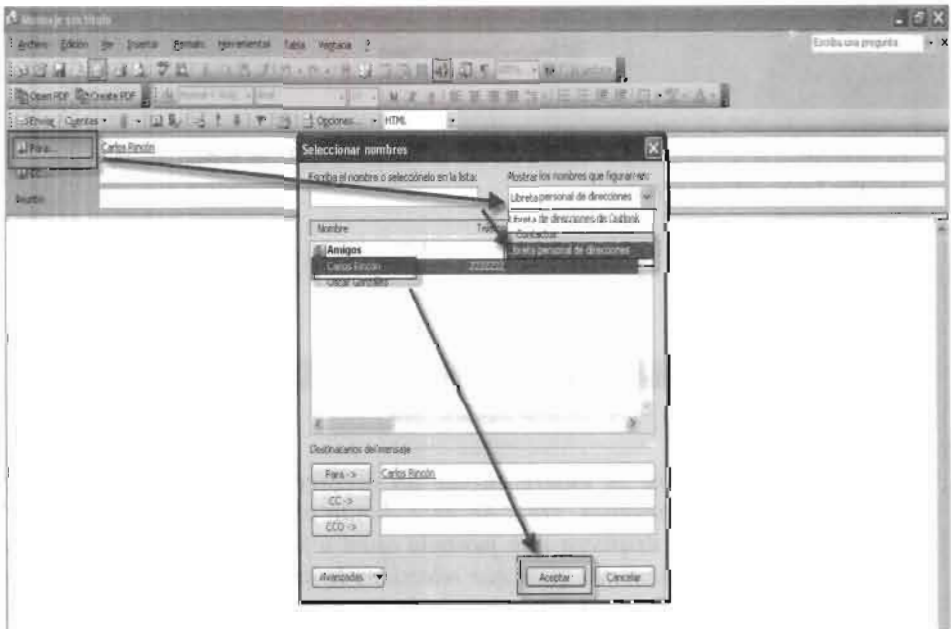 Mensaje sin título
Archivo Edición Ver Insertar Formato Herramientas Tabla Ventana ?
Escriba una pregunta
Open PDF Create PDF
Enviar Cuentas Opciones... HTML
Para... Carlos Rincón
CC...
Asunto:
Seleccionar nombres
Escriba el nombre o selecciónelo en la lista:
Mostrar los nombres que figuran en:
Libreta personal de direcciones
Libreta de direcciones de Outlook
Contactos
Libreta personal de direcciones
Nombre
Amigos
Carlos Rincón
Oscar González
Destinatarios del mensaje
Para -> Carlos Rincón
CC ->
CCO ->
Avanzadas
Aceptar
Cancelar